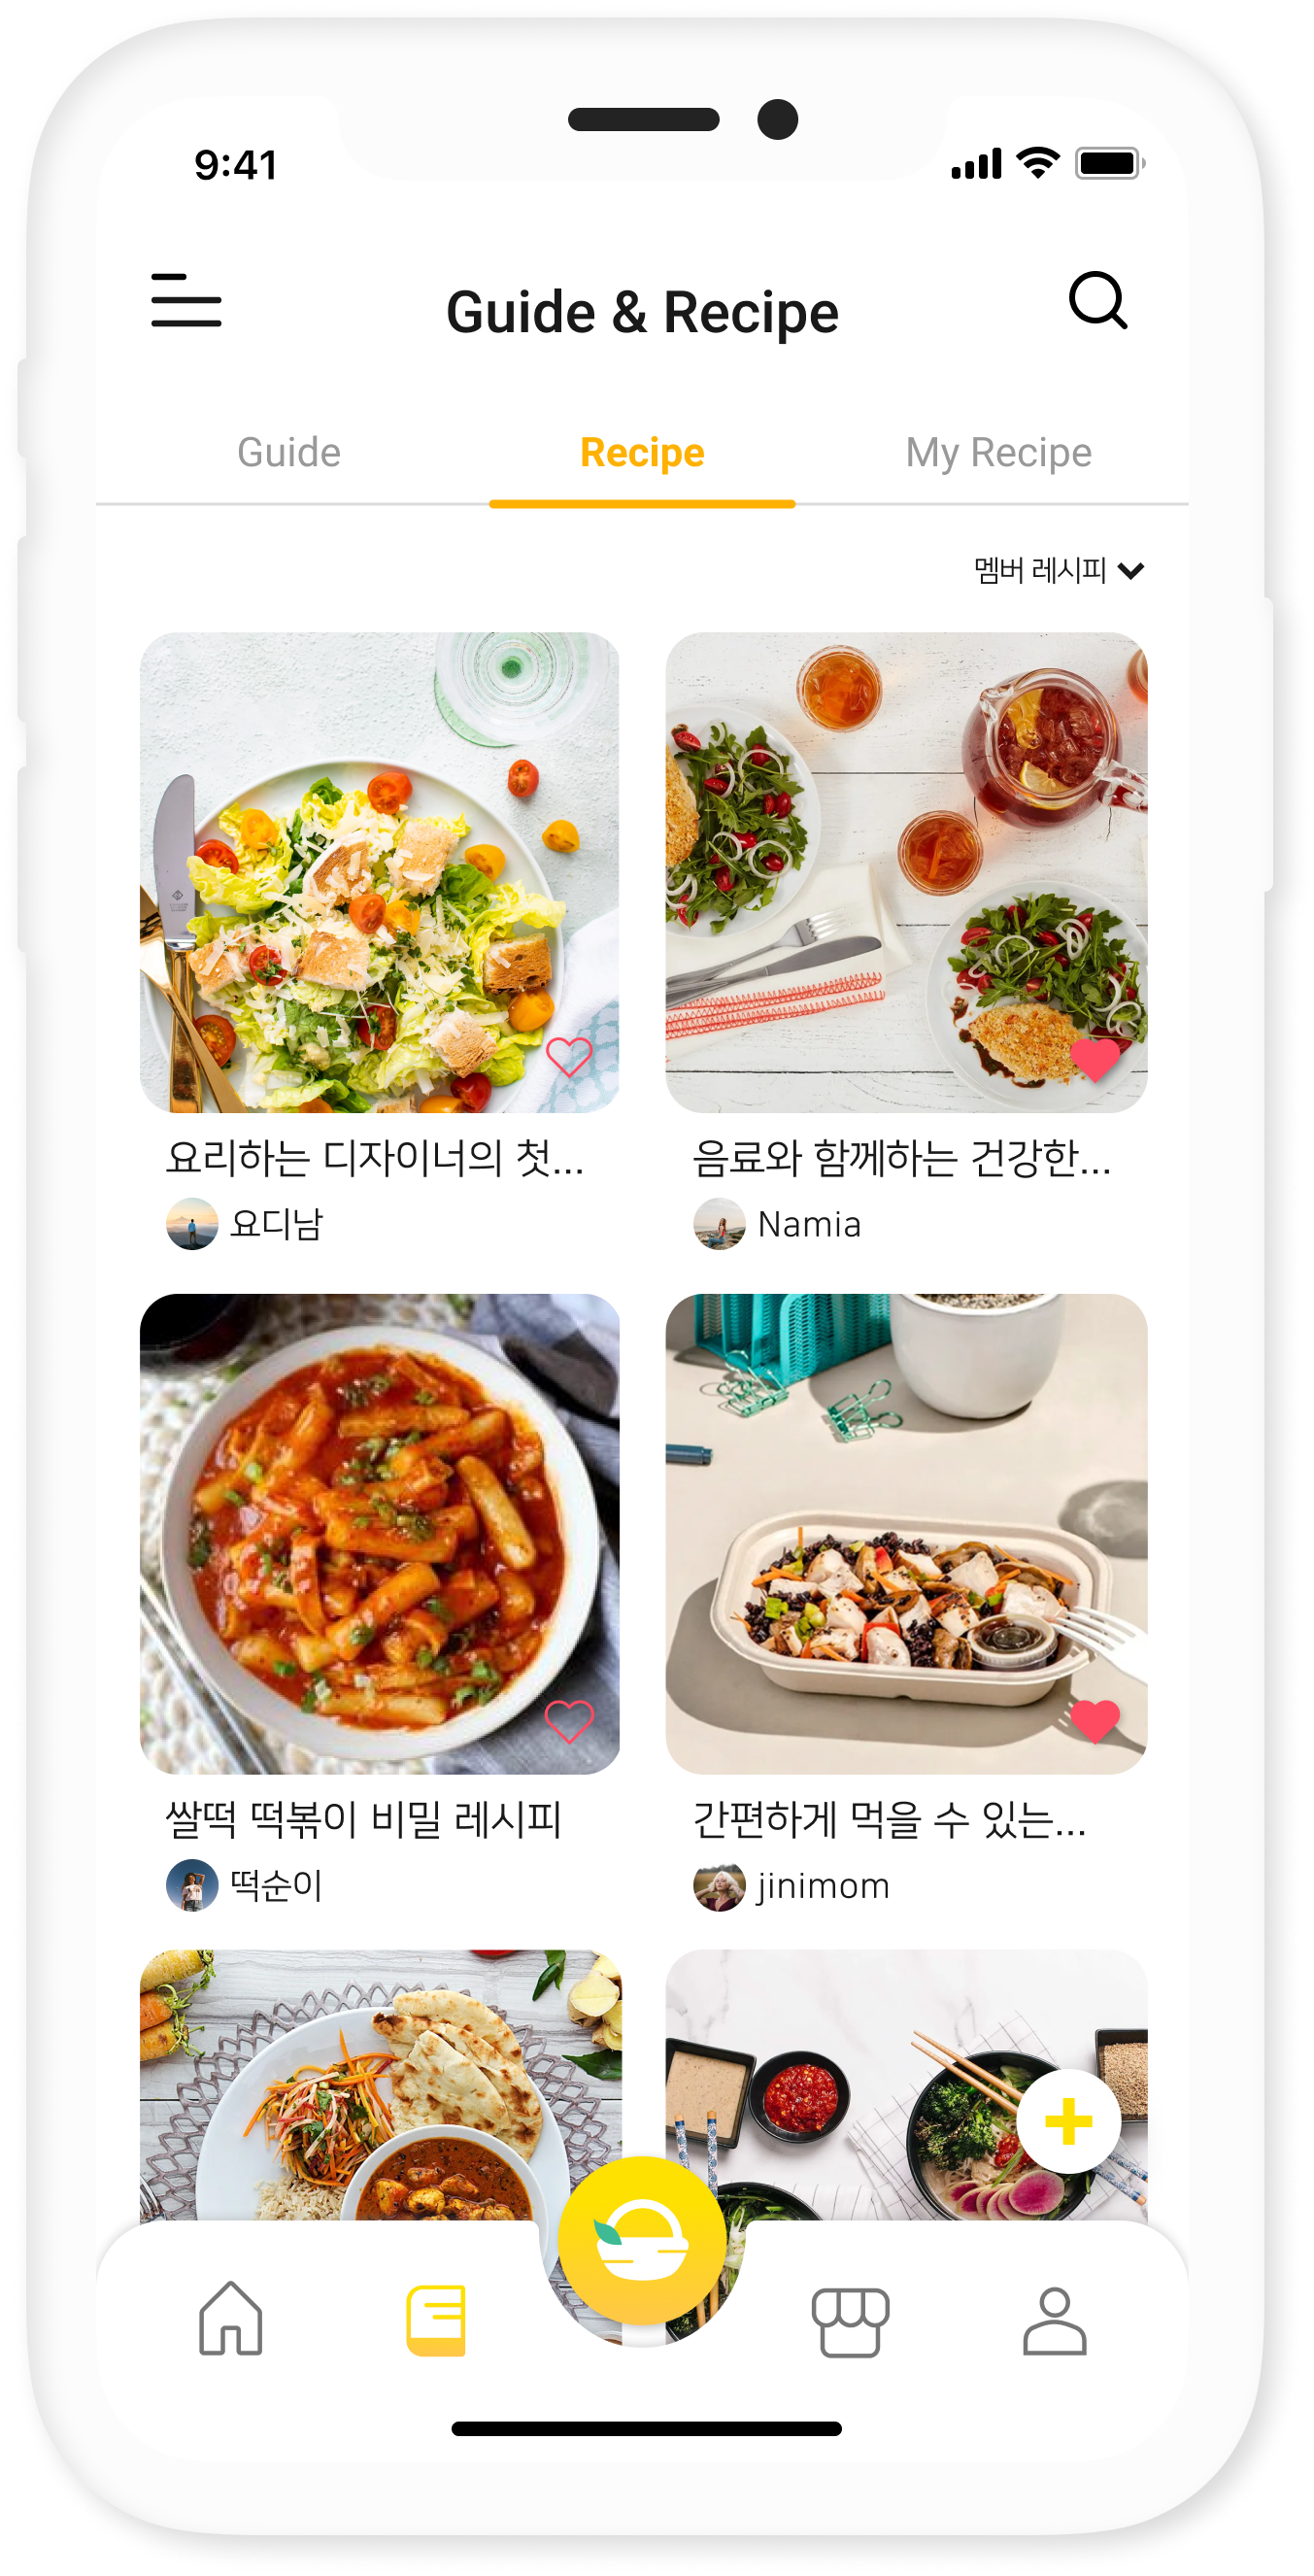 9:41
Guide & Recipe
Guide
Recipe
My Recipe
멤버 레시피
요리하는 디자이너의 첫...
요디남
음료와 함께하는 건강한...
Namia
쌀떡 떡볶이 비밀 레시피
떡순이
간편하게 먹을 수 있는...
jinimom